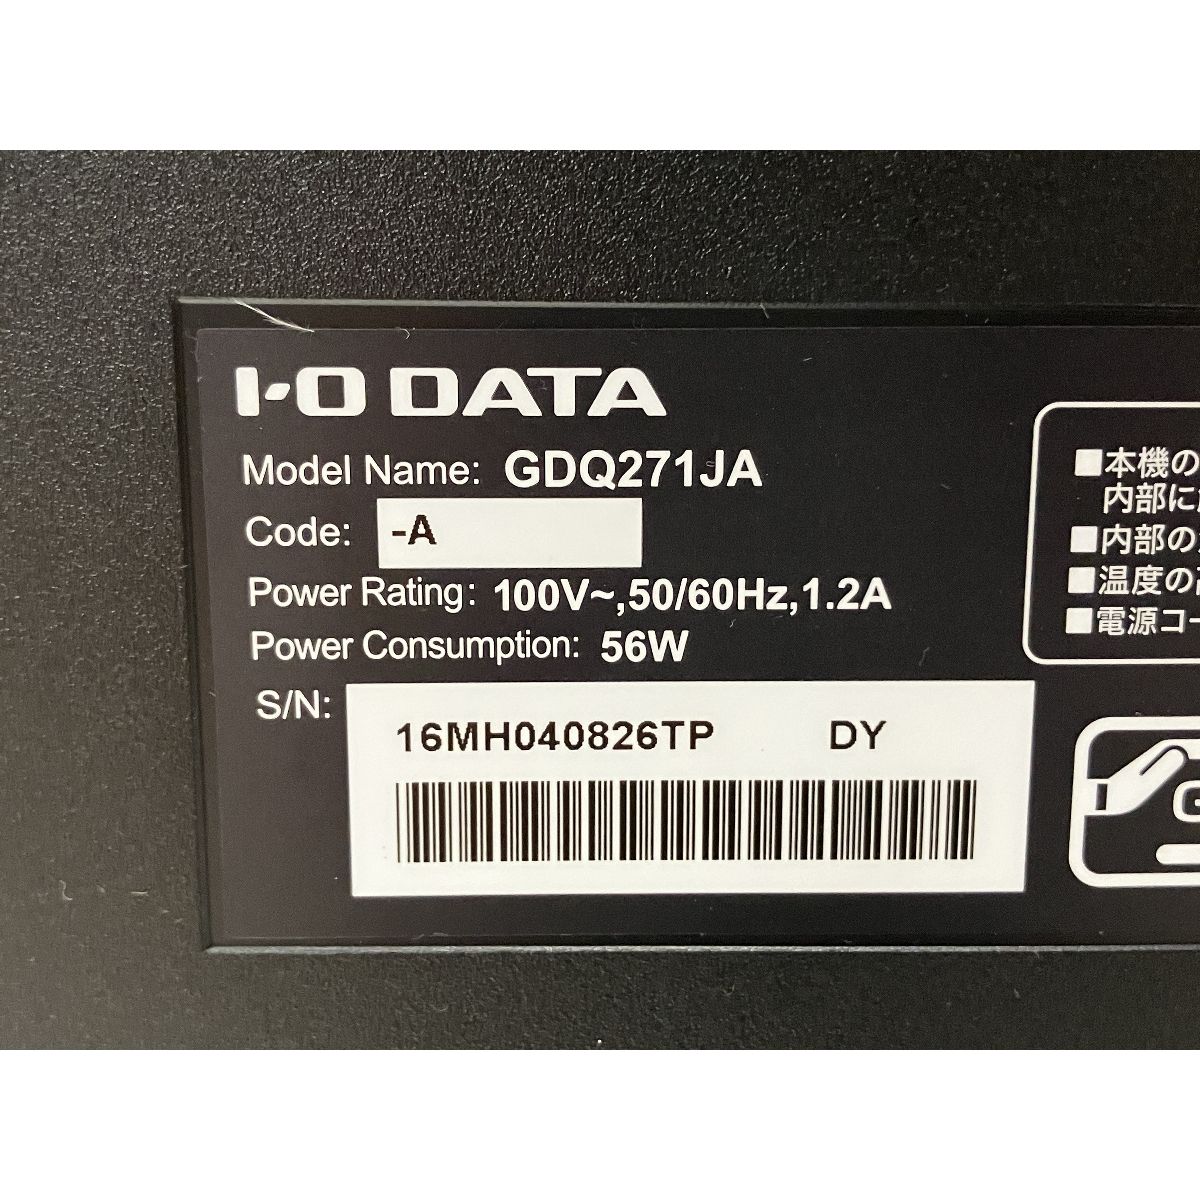 I-O DATA
Model Name: GDQ271JA
Code: -A
Power Rating: 100V~,50/60Hz,1.2A
Power Consumption: 56W
S/N:
16MH040826TP DY
■本機の
内部に
■内部の
■温度の
■電源コー
G